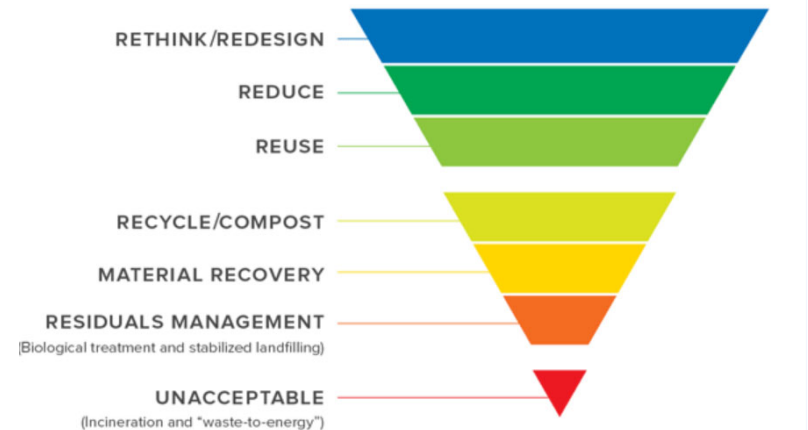 RETHINK/REDESIGN
REDUCE
REUSE
RECYCLE/COMPOST
MATERIAL RECOVERY
RESIDUALS MANAGEMENT
(Biological treatment and stabilized landfilling)
UNACCEPTABLE
(Incineration and “waste-to-energy”)